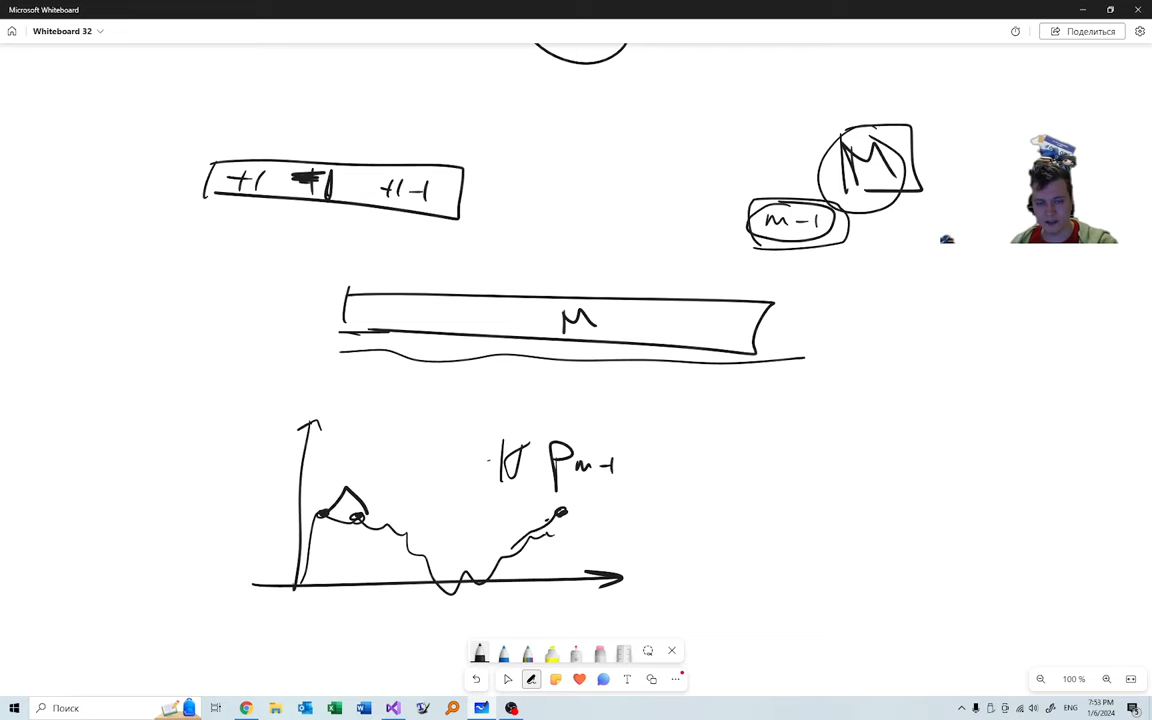 Microsoft Whiteboard
Whiteboard 32
Поделиться
M
+1 +1 +1 -1
m-1
M
P m-1
100 %
Поиск
ENG
7:53 PM
1/6/2024
5